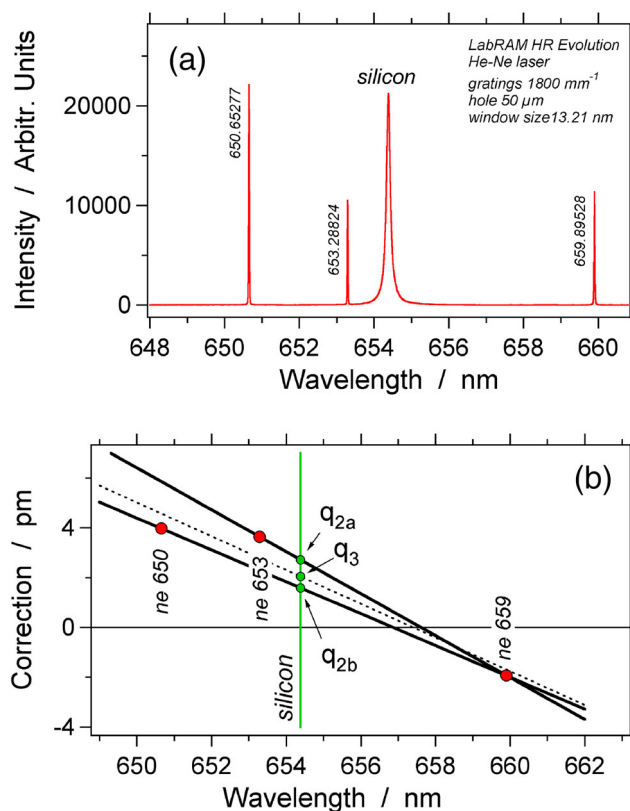 (a)
LabRAM HR Evolution
He-Ne laser
gratings 1800 mm⁻¹
hole 50 µm
window size13.21 nm
silicon
650.65277
653.28824
659.89528
Intensity / Arbitr. Units
20000
10000
0
648 650 652 654 656 658 660
Wavelength / nm
(b)
Correction / pm
4
0
-4
q2a
q3
q2b
ne 650
ne 653
ne 659
silicon
650 652 654 656 658 660 662
Wavelength / nm